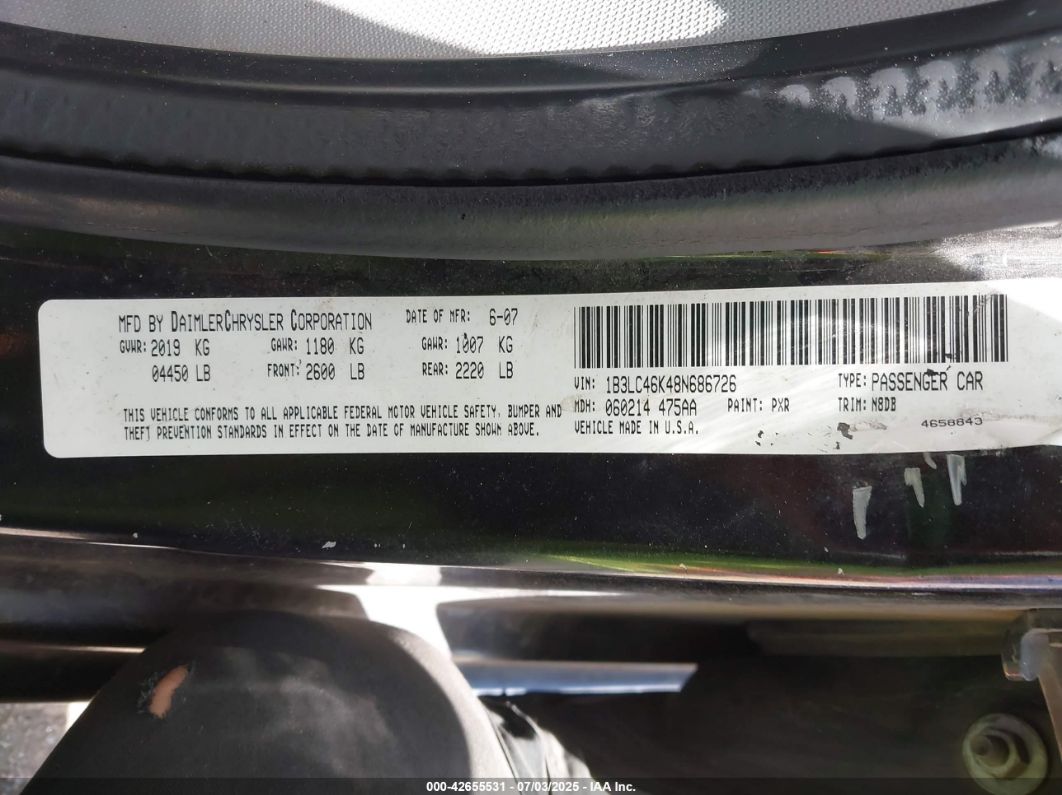 MFD BY DAIMLERCHRYSLER CORPORATION DATE OF MFR: 6-07
GVWR: 2019 KG GAWR: 1180 KG GAWR: 1007 KG
04450 LB FRONT: 2600 LB REAR: 2220 LB
THIS VEHICLE CONFORMS TO ALL APPLICABLE FEDERAL MOTOR VEHICLE SAFETY, BUMPER AND
THEFT PREVENTION STANDARDS IN EFFECT ON THE DATE OF MANUFACTURE SHOWN ABOVE.
VIN: 1B3LC46K48N686726 TYPE: PASSENGER CAR
MDH: 060214 475AA PAINT: PXR TRIM: N8DB
VEHICLE MADE IN U.S.A. 4658843
000-42655531 - 07/03/2025 - IAA Inc.